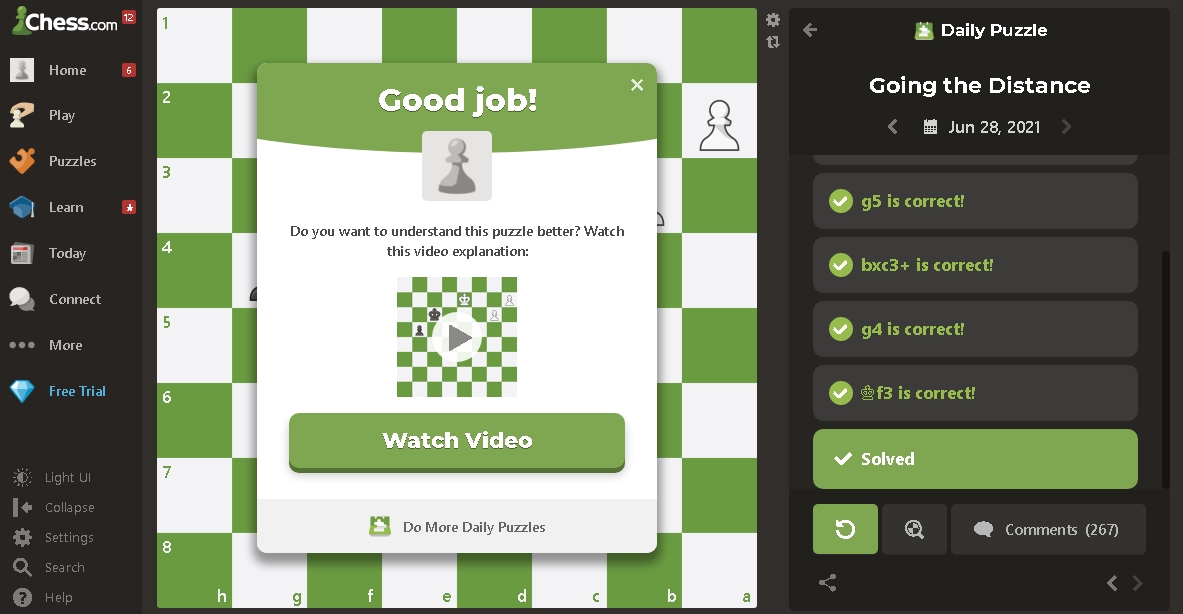 Chess.com 12
Home 6
Play
Puzzles
Learn
Today
Connect
More
Free Trial
Light UI
Collapse
Settings
Search
Help
1
2
3
4
5
6
7
8
h g f e d c b a
Good job!
Do you want to understand this puzzle better? Watch
this video explanation:
Watch Video
Do More Daily Puzzles
Daily Puzzle
Going the Distance
Jun 28, 2021
g5 is correct!
bxc3+ is correct!
g4 is correct!
♔f3 is correct!
Solved
Comments (267)